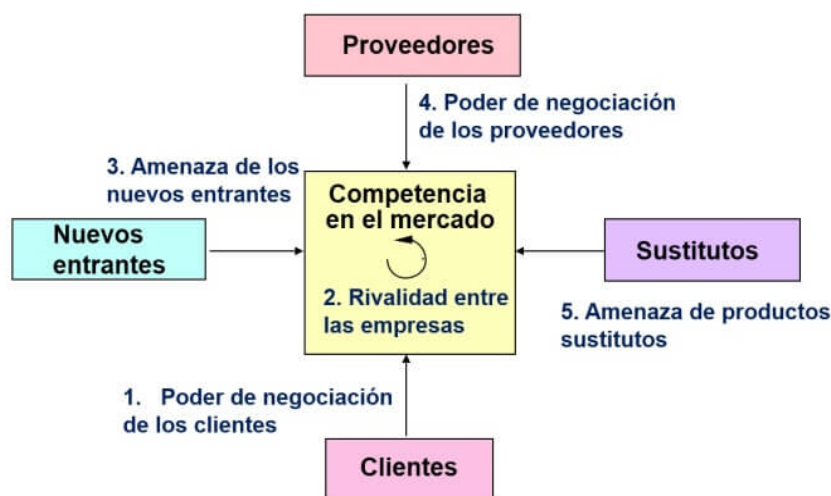 Proveedores
4. Poder de negociación
de los proveedores
3. Amenaza de los
nuevos entrantes
Competencia
en el mercado
Nuevos
entrantes
Sustitutos
2. Rivalidad entre
las empresas
5. Amenaza de productos
sustitutos
1. Poder de negociación
de los clientes
Clientes